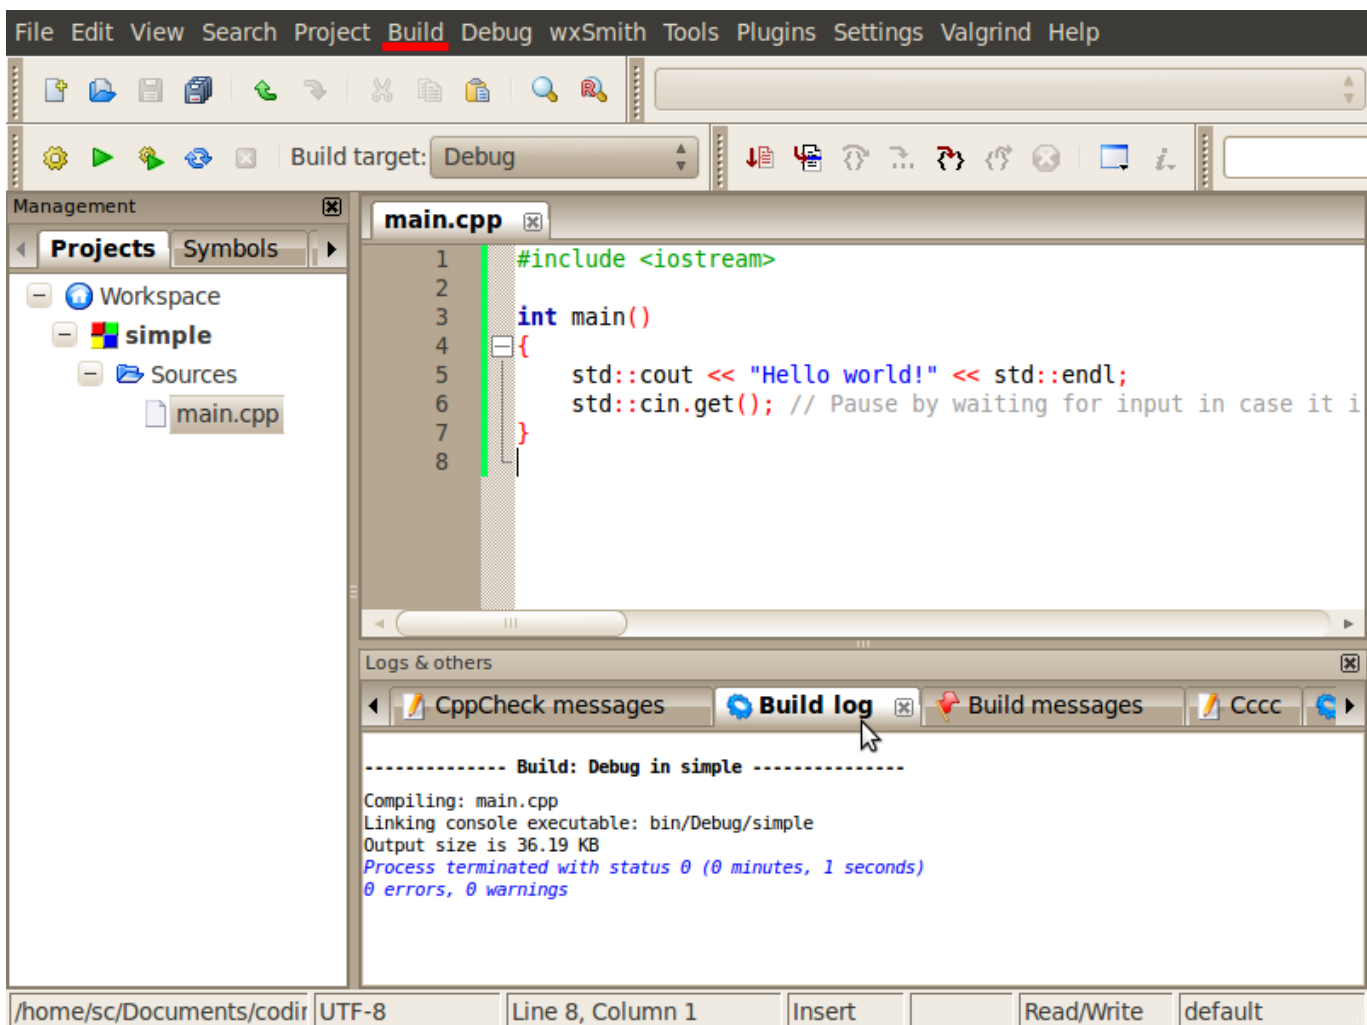 File Edit View Search Project Build Debug wxSmith Tools Plugins Settings Valgrind Help
Build target: Debug
Management
Projects Symbols
Workspace
simple
Sources
main.cpp
main.cpp
1 #include <iostream>
2
3 int main()
4 {
5 std::cout << "Hello world!" << std::endl;
6 std::cin.get(); // Pause by waiting for input in case it i
7 }
8
Logs & others
CppCheck messages Build log Build messages Cccc
-------------- Build: Debug in simple ---------------
Compiling: main.cpp
Linking console executable: bin/Debug/simple
Output size is 36.19 KB
Process terminated with status 0 (0 minutes, 1 seconds)
0 errors, 0 warnings
/home/sc/Documents/codin UTF-8 Line 8, Column 1 Insert Read/Write default